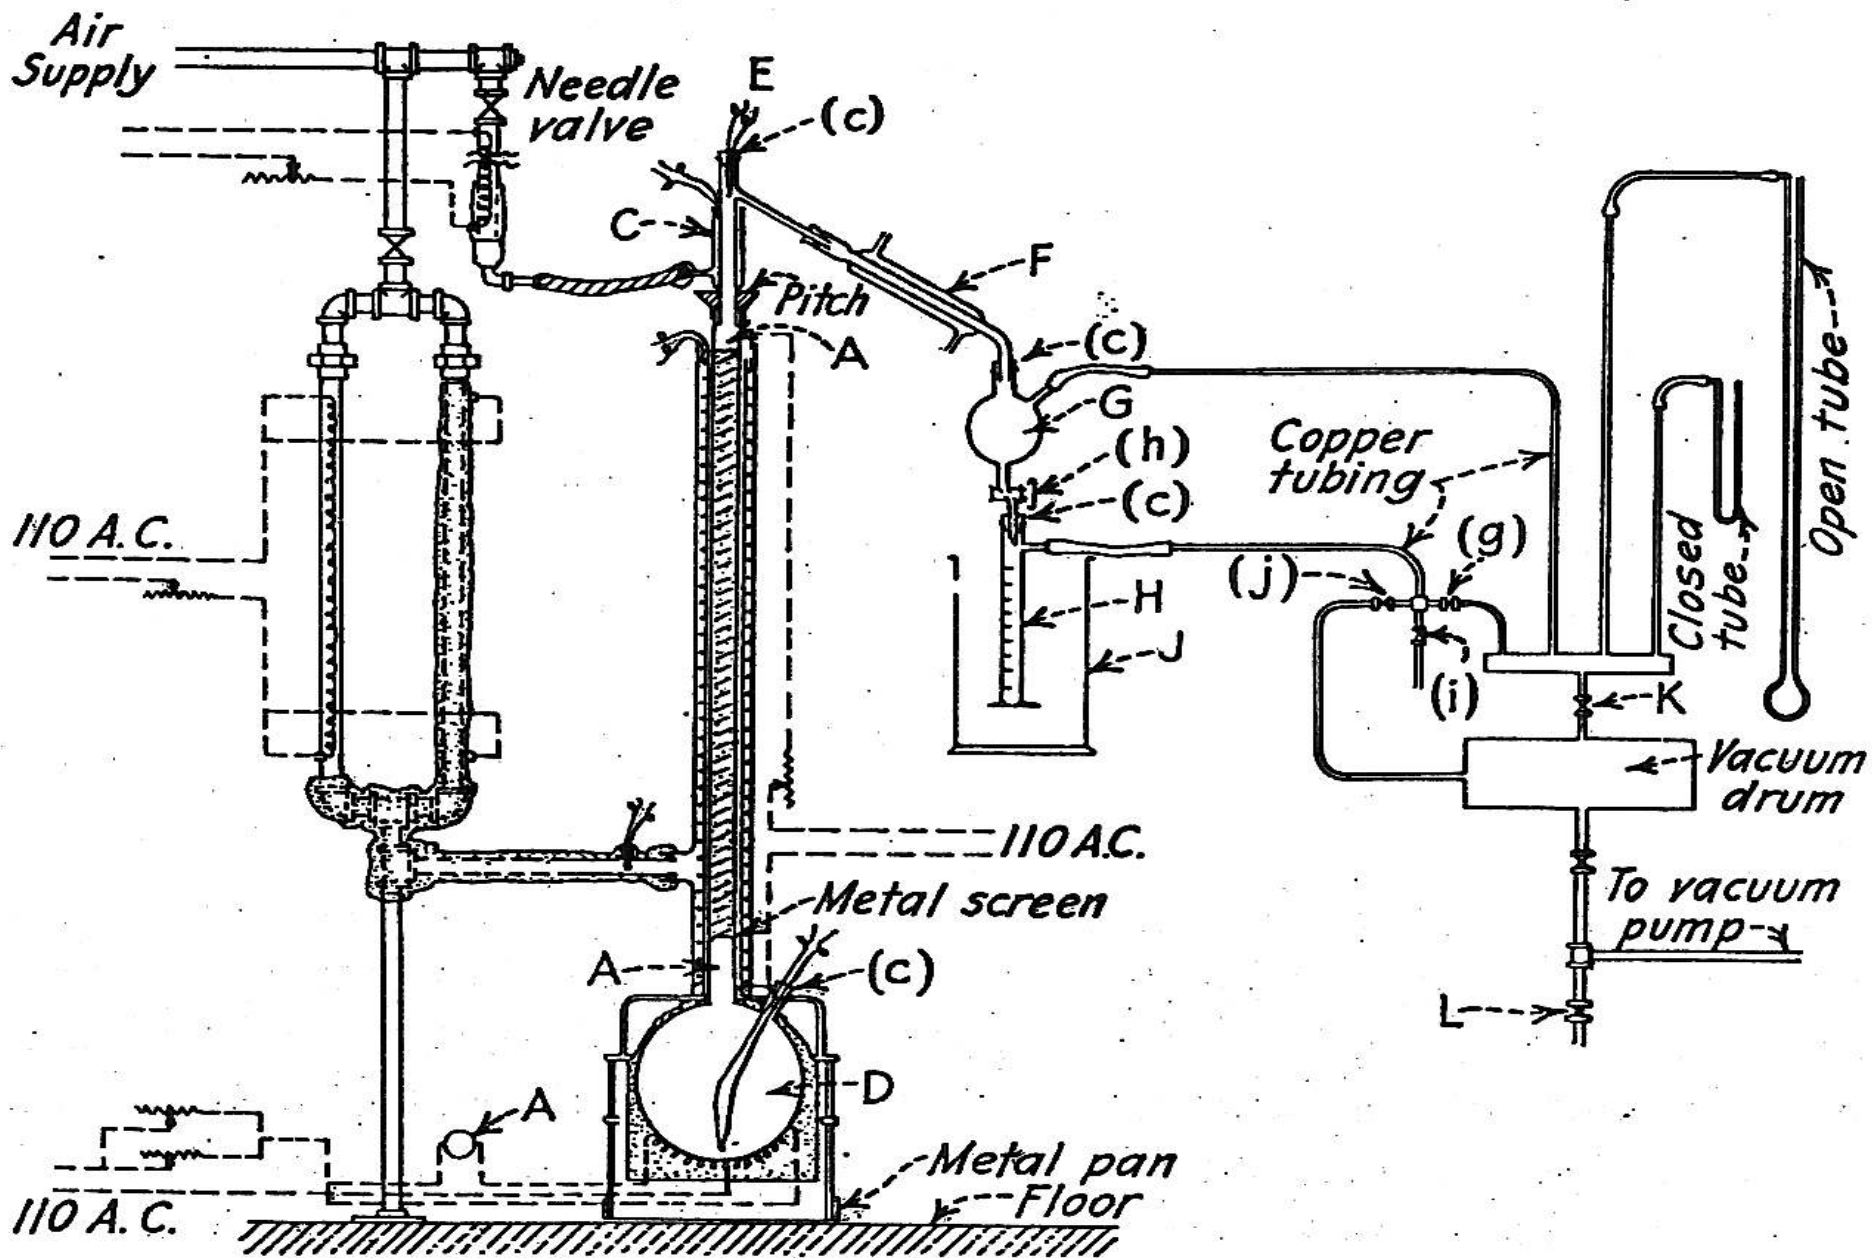 Air
Supply
Needle
valve
E
(c)
C
F
Pitch
A
(c)
G
(h)
(c)
Copper
tubing
Open tube
Closed
tube
110 A.C.
(j)
(g)
H
J
(i)
K
Vacuum
drum
110 A.C.
To vacuum
pump
Metal screen
A
(c)
L
D
A
Metal pan
Floor
110 A.C.